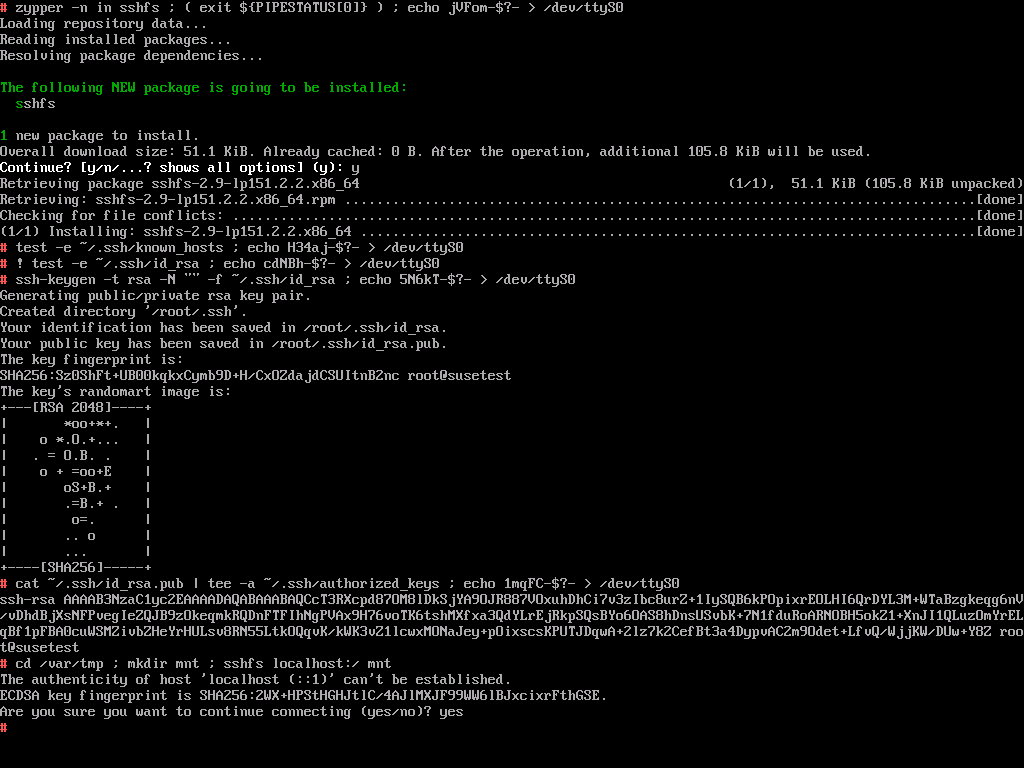 # zypper -n in sshfs ; ( exit ${PIPESTATUS[0]} ) ; echo jVFom-$?- > /dev/ttyS0
Loading repository data...
Reading installed packages...
Resolving package dependencies...
The following NEW package is going to be installed:
  sshfs
1 new package to install.
Overall download size: 51.1 KiB. Already cached: 0 B. After the operation, additional 105.8 KiB will be used.
Continue? [y/n/...? shows all options] (y): y
Retrieving package sshfs-2.9-lp151.2.2.x86_64 (1/1),  51.1 KiB (105.8 KiB unpacked)
Retrieving: sshfs-2.9-lp151.2.2.x86_64.rpm ................................................................................[done]
Checking for file conflicts: ..............................................................................................[done]
(1/1) Installing: sshfs-2.9-lp151.2.2.x86_64 ..............................................................................[done]
# test -e ~/.ssh/known_hosts ; echo H34aj-$?- > /dev/ttyS0
# ! test -e ~/.ssh/id_rsa ; echo cdNBh-$?- > /dev/ttyS0
# ssh-keygen -t rsa -N "" -f ~/.ssh/id_rsa ; echo 5N6kT-$?- > /dev/ttyS0
Generating public/private rsa key pair.
Created directory '/root/.ssh'.
Your identification has been saved in /root/.ssh/id_rsa.
Your public key has been saved in /root/.ssh/id_rsa.pub.
The key fingerprint is:
SHA256:Sz0ShFt+UB00kqkxCymb9D+H/CxOZdajdCSUItnB2nc root@susetest
The key's randomart image is:
+---[RSA 2048]----+
|       *oo+*+.   |
|    o *.O.+...   |
|   . = O.B. .    |
|    o + =oo+E    |
|       oS+B.+    |
|       .=B.+ .   |
|        o=.      |
|       .. o      |
|       ...       |
+----[SHA256]-----+
# cat ~/.ssh/id_rsa.pub | tee -a ~/.ssh/authorized_keys ; echo 1mqFC-$?- > /dev/ttyS0
ssh-rsa AAAAB3NzaC1yc2EAAAADAQABAAABAQCcT3RXcpd87OM8lDkSjYA9OJR887VOxuhDhCi7v3zIbc8urZ+1IySQB6kPOpixrEOLHI6QrDYL3M+WTaBzgkeqg6nV
/vDhdBjXsNFPvegIe2QJB9zOkeqmkRQDnFTFIhNgPVAx9H76voTK6tshMXfxa3QdYLrEjRkpSQsBYo6OAS8hDnsUSvbK+7N1fduRoARNOBH5okZ1+XnJI1QLuzOmYrEL
qBf1pFBA0cuWSMZivbZHeYrHULsv8RN55LtkOQqvK/kWK3vZ1lcwxMONaJey+pOixscsKPUTJDqwA+2lz7k2CefBt3a4DypvAC2m9Odet+LfvQ/WjjKW/DUw+Y8Z roo
t@susetest
# cd /var/tmp ; mkdir mnt ; sshfs localhost:/ mnt
The authenticity of host 'localhost (::1)' can't be established.
ECDSA key fingerprint is SHA256:2WX+HPStHGHJtlC/4AJlMXJF99WW6lBJxcixrFthGSE.
Are you sure you want to continue connecting (yes/no)? yes
#